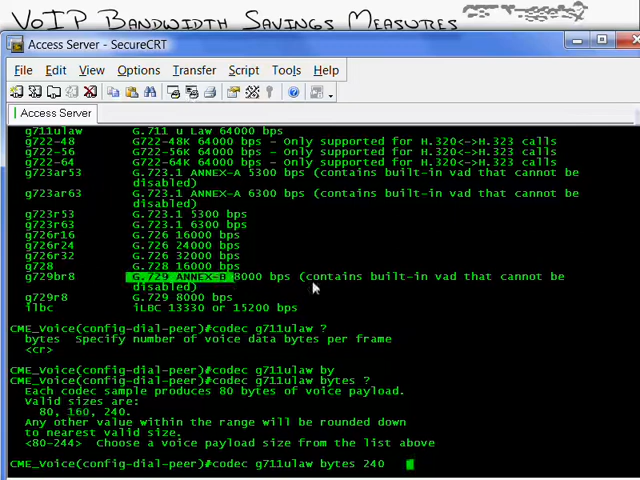 VoIP Bandwidth Savings Measures
Access Server - SecureCRT
File Edit View Options Transfer Script Tools Help
Access Server
g711ulaw G.711 u Law 64000 bps
g722-48 G722-48K 64000 bps - Only supported for H.320<->H.323 calls
g722-56 G722-56K 64000 bps - Only supported for H.320<->H.323 calls
g722-64 G722-64K 64000 bps - Only supported for H.320<->H.323 calls
g723ar53 G.723.1 ANNEX-A 5300 bps (contains built-in vad that cannot be
disabled)
g723ar63 G.723.1 ANNEX-A 6300 bps (contains built-in vad that cannot be
disabled)
g723r53 G.723.1 5300 bps
g723r63 G.723.1 6300 bps
g726r16 G.726 16000 bps
g726r24 G.726 24000 bps
g726r32 G.726 32000 bps
g728 G.728 16000 bps
g729br8 G.729 ANNEX-B 8000 bps (contains built-in vad that cannot be
disabled)
g729r8 G.729 8000 bps
ilbc iLBC 13330 or 15200 bps
CME_Voice(config-dial-peer)#codec g711ulaw ?
bytes Specify number of voice data bytes per frame
<cr>
CME_Voice(config-dial-peer)#codec g711ulaw by
CME_Voice(config-dial-peer)#codec g711ulaw bytes ?
Each codec sample produces 80 bytes of voice payload.
Valid sizes are:
80, 160, 240.
Any other value within the range will be rounded down
to nearest valid size.
<80-244> Choose a voice payload size from the list above
CME_Voice(config-dial-peer)#codec g711ulaw bytes 240